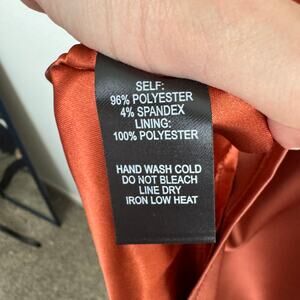 SELF:
96% POLYESTER
4% SPANDEX
LINING:
100% POLYESTER
HAND WASH COLD
DO NOT BLEACH
LINE DRY
IRON LOW HEAT